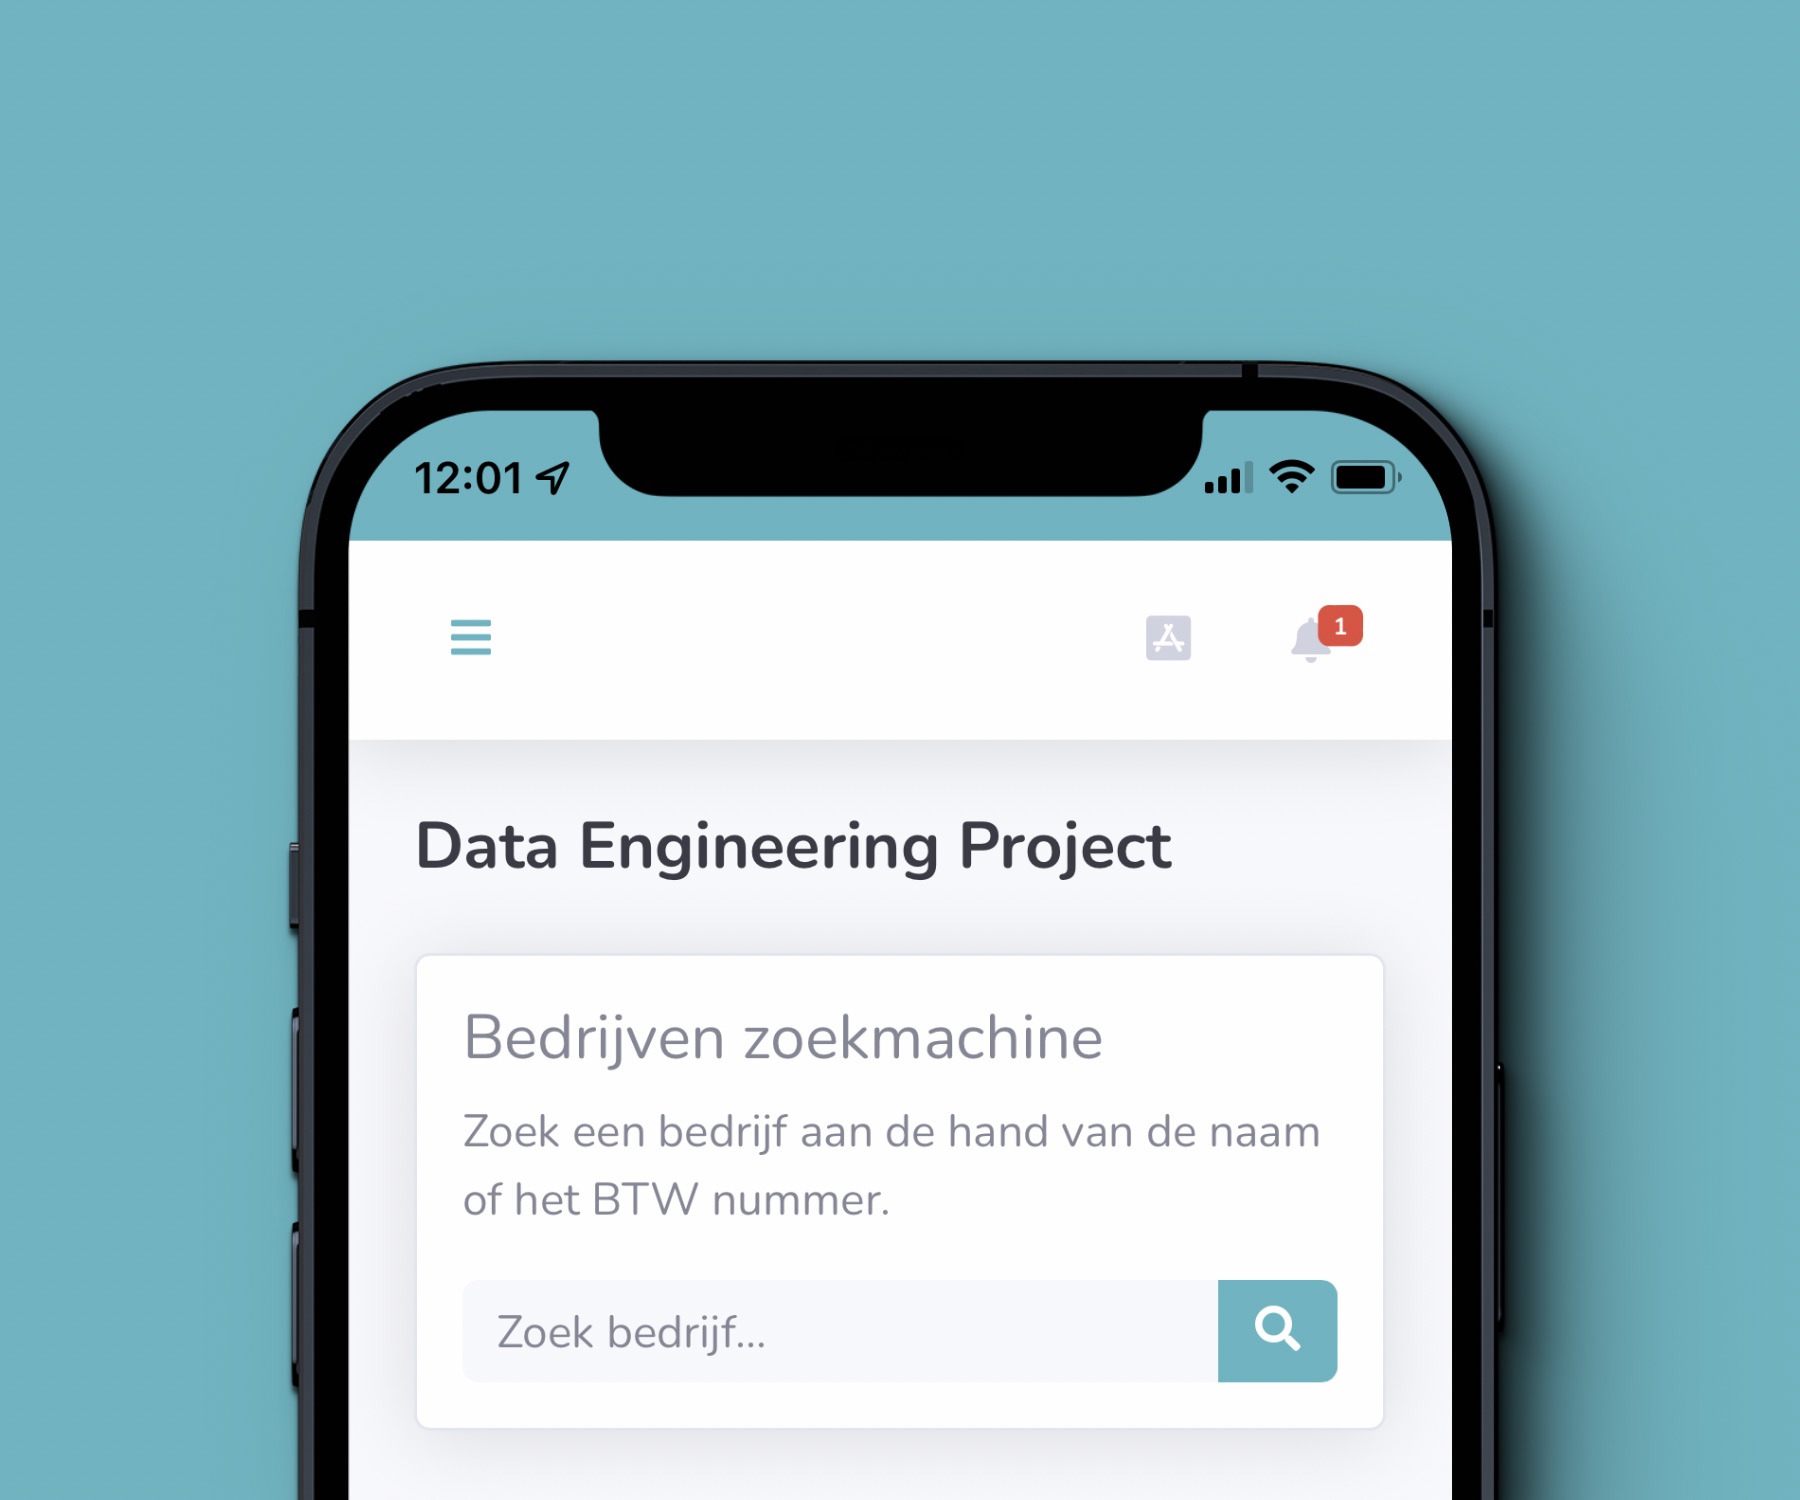 12:01
1
Data Engineering Project
Bedrijven zoekmachine
Zoek een bedrijf aan de hand van de naam
of het BTW nummer.
Zoek bedrijf...